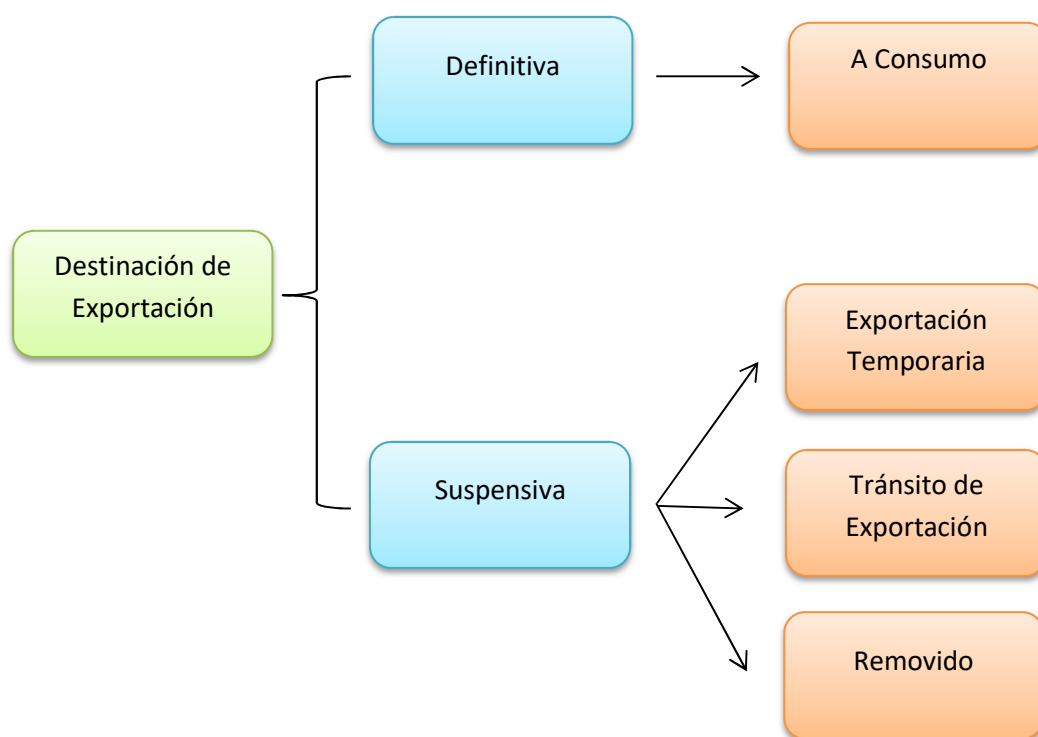 Definitiva
A Consumo
Destinación de
Exportación
Exportación
Temporaria
Suspensiva
Tránsito de
Exportación
Removido